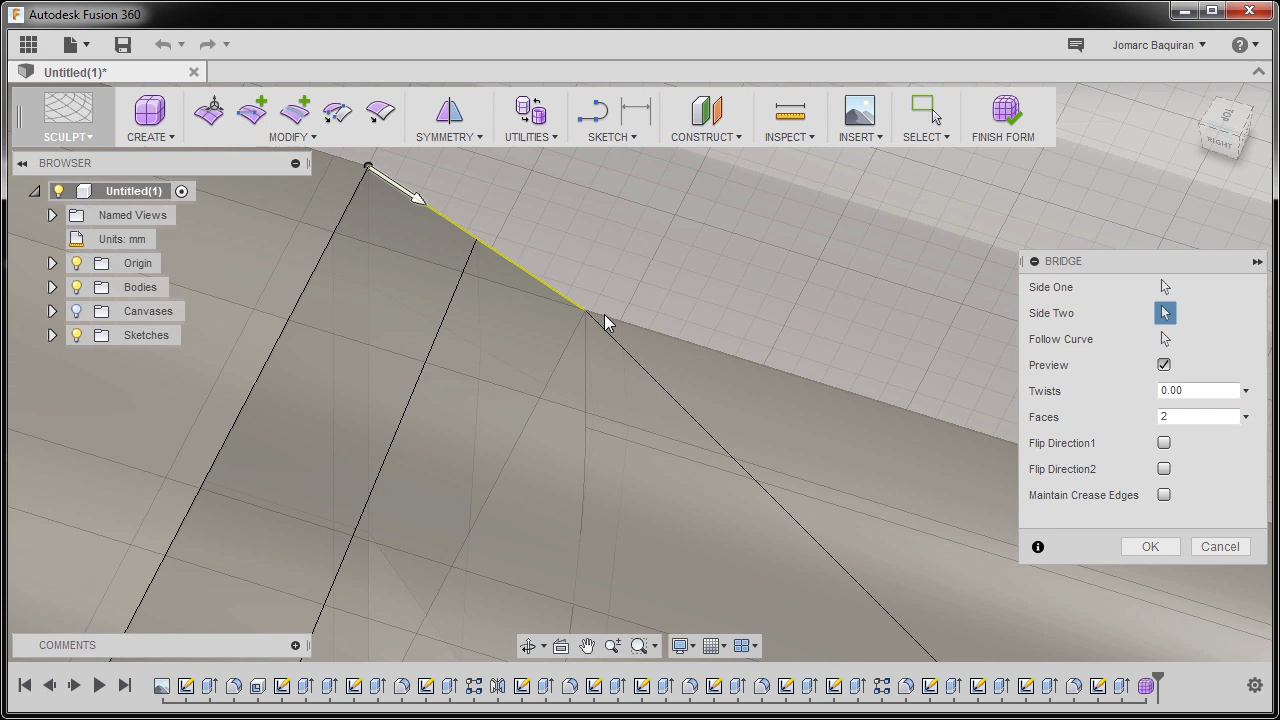 Autodesk Fusion 360
Jomarc Baquiran
Untitled(1)*
SCULPT
CREATE
MODIFY
SYMMETRY
UTILITIES
SKETCH
CONSTRUCT
INSPECT
INSERT
SELECT
FINISH FORM
TOP
RIGHT
BROWSER
Untitled(1)
Named Views
Units: mm
Origin
Bodies
Canvases
Sketches
BRIDGE
Side One
Side Two
Follow Curve
Preview
Twists 0.00
Faces 2
Flip Direction1
Flip Direction2
Maintain Crease Edges
OK Cancel
COMMENTS